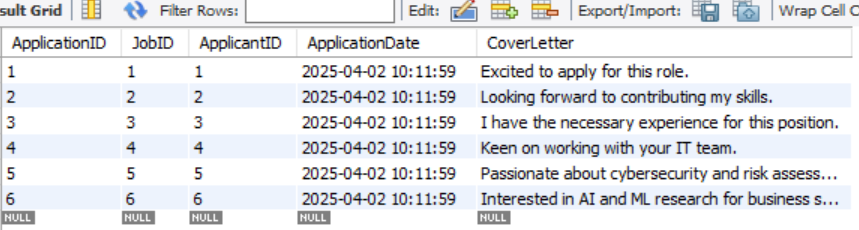 sult Grid Filter Rows: Edit: Export/Import: Wrap Cell C
ApplicationID JobID ApplicantID ApplicationDate CoverLetter
1 1 1 2025-04-02 10:11:59 Excited to apply for this role.
2 2 2 2025-04-02 10:11:59 Looking forward to contributing my skills.
3 3 3 2025-04-02 10:11:59 I have the necessary experience for this position.
4 4 4 2025-04-02 10:11:59 Keen on working with your IT team.
5 5 5 2025-04-02 10:11:59 Passionate about cybersecurity and risk assess...
6 6 6 2025-04-02 10:11:59 Interested in AI and ML research for business s...
NULL NULL NULL NULL NULL